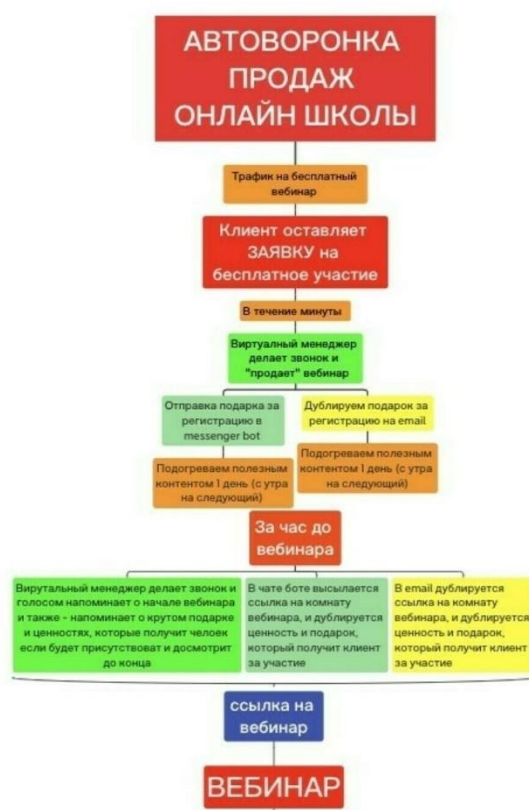 АВТОВОРОНКА
ПРОДАЖ
ОНЛАЙН ШКОЛЫ
Трафик на бесплатный
вебинар
Клиент оставляет
ЗАЯВКУ на
бесплатное участие
В течение минуты
Виртуалный менеджер
делает звонок и
"продает" вебинар
Отправка подарка за
регистрацию в
messenger bot
Дублируем подарок за
регистрацию на email
Подогреваем полезным
контентом 1 день (с утра
на следующий)
Подогреваем полезным
контентом 1 день (с утра
на следующий)
За час до
вебинара
Вирутальный менеджер делает звонок и
голосом напоминает о начале вебинара
и также - напоминает о крутом подарке
и ценностях, которые получит человек
если будет присутствоват и досмотрит
до конца
В чате боте высылается
ссылка на комнату
вебинара, и дублируется
ценность и подарок,
который получит клиент
за участие
В email дублируется
ссылка на комнату
вебинара, и дублируется
ценность и подарок,
который получит клиент
за участие
ссылка на
вебинар
ВЕБИНАР